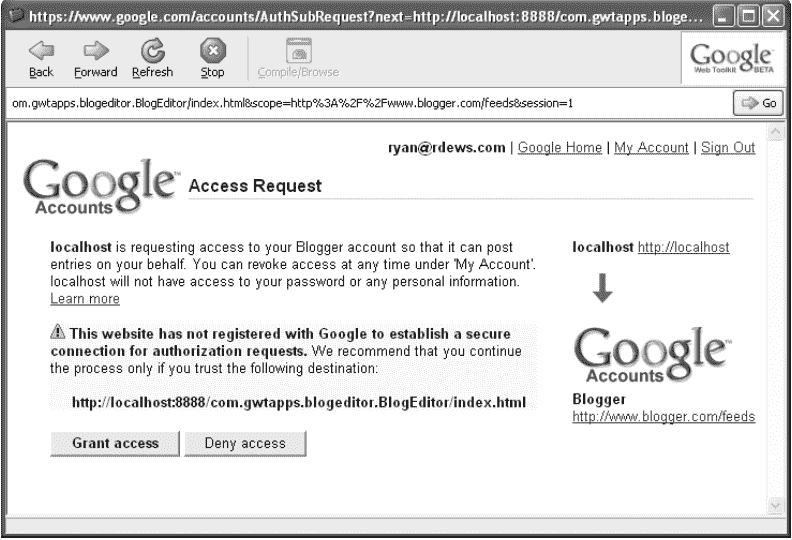 https://www.google.com/accounts/AuthSubRequest?next=http://localhost:8888/com.gwtapps.bloge...
Back Forward Refresh Stop Compile/Browse
Google
Web Toolkit BETA
om.gwtapps.blogeditor.BlogEditor/index.html&scope=http%3A%2F%2Fwww.blogger.com/feeds&session=1
Go
ryan@rdews.com | Google Home | My Account | Sign Out
Google™
Accounts
Access Request
localhost is requesting access to your Blogger account so that it can post
entries on your behalf. You can revoke access at any time under 'My Account'.
localhost will not have access to your password or any personal information.
Learn more
This website has not registered with Google to establish a secure
connection for authorization requests. We recommend that you continue
the process only if you trust the following destination:
http://localhost:8888/com.gwtapps.blogeditor.BlogEditor/index.html
Grant access Deny access
localhost http://localhost
Google™
Accounts
Blogger
http://www.blogger.com/feeds